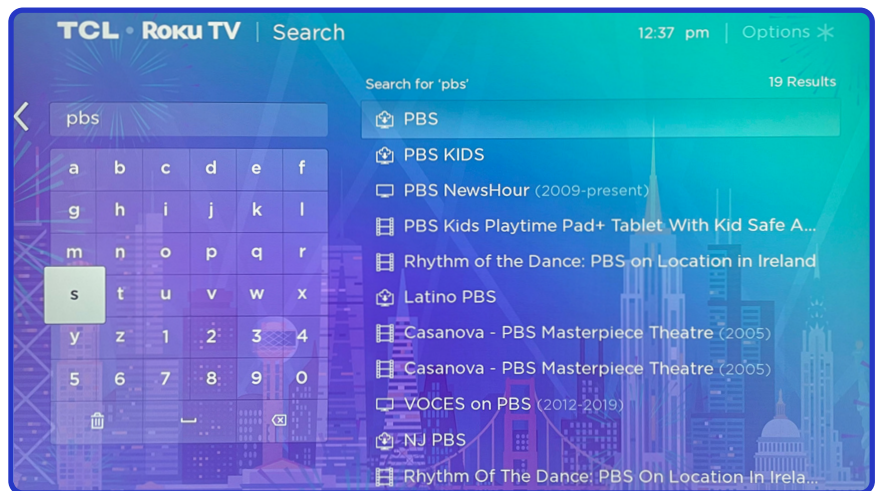 TCL • Roku TV | Search
12:37 pm | Options
Search for 'pbs'
19 Results
pbs
a b c d e f
g h i j k l
m n o p q r
s t u v w x
y z 1 2 3 4
5 6 7 8 9 0
PBS
PBS KIDS
PBS NewsHour (2009-present)
PBS Kids Playtime Pad+ Tablet With Kid Safe A...
Rhythm of the Dance: PBS on Location in Ireland
Latino PBS
Casanova - PBS Masterpiece Theatre (2005)
Casanova - PBS Masterpiece Theatre (2005)
VOCES on PBS (2012-2019)
NJ PBS
Rhythm Of The Dance: PBS On Location In Irela...